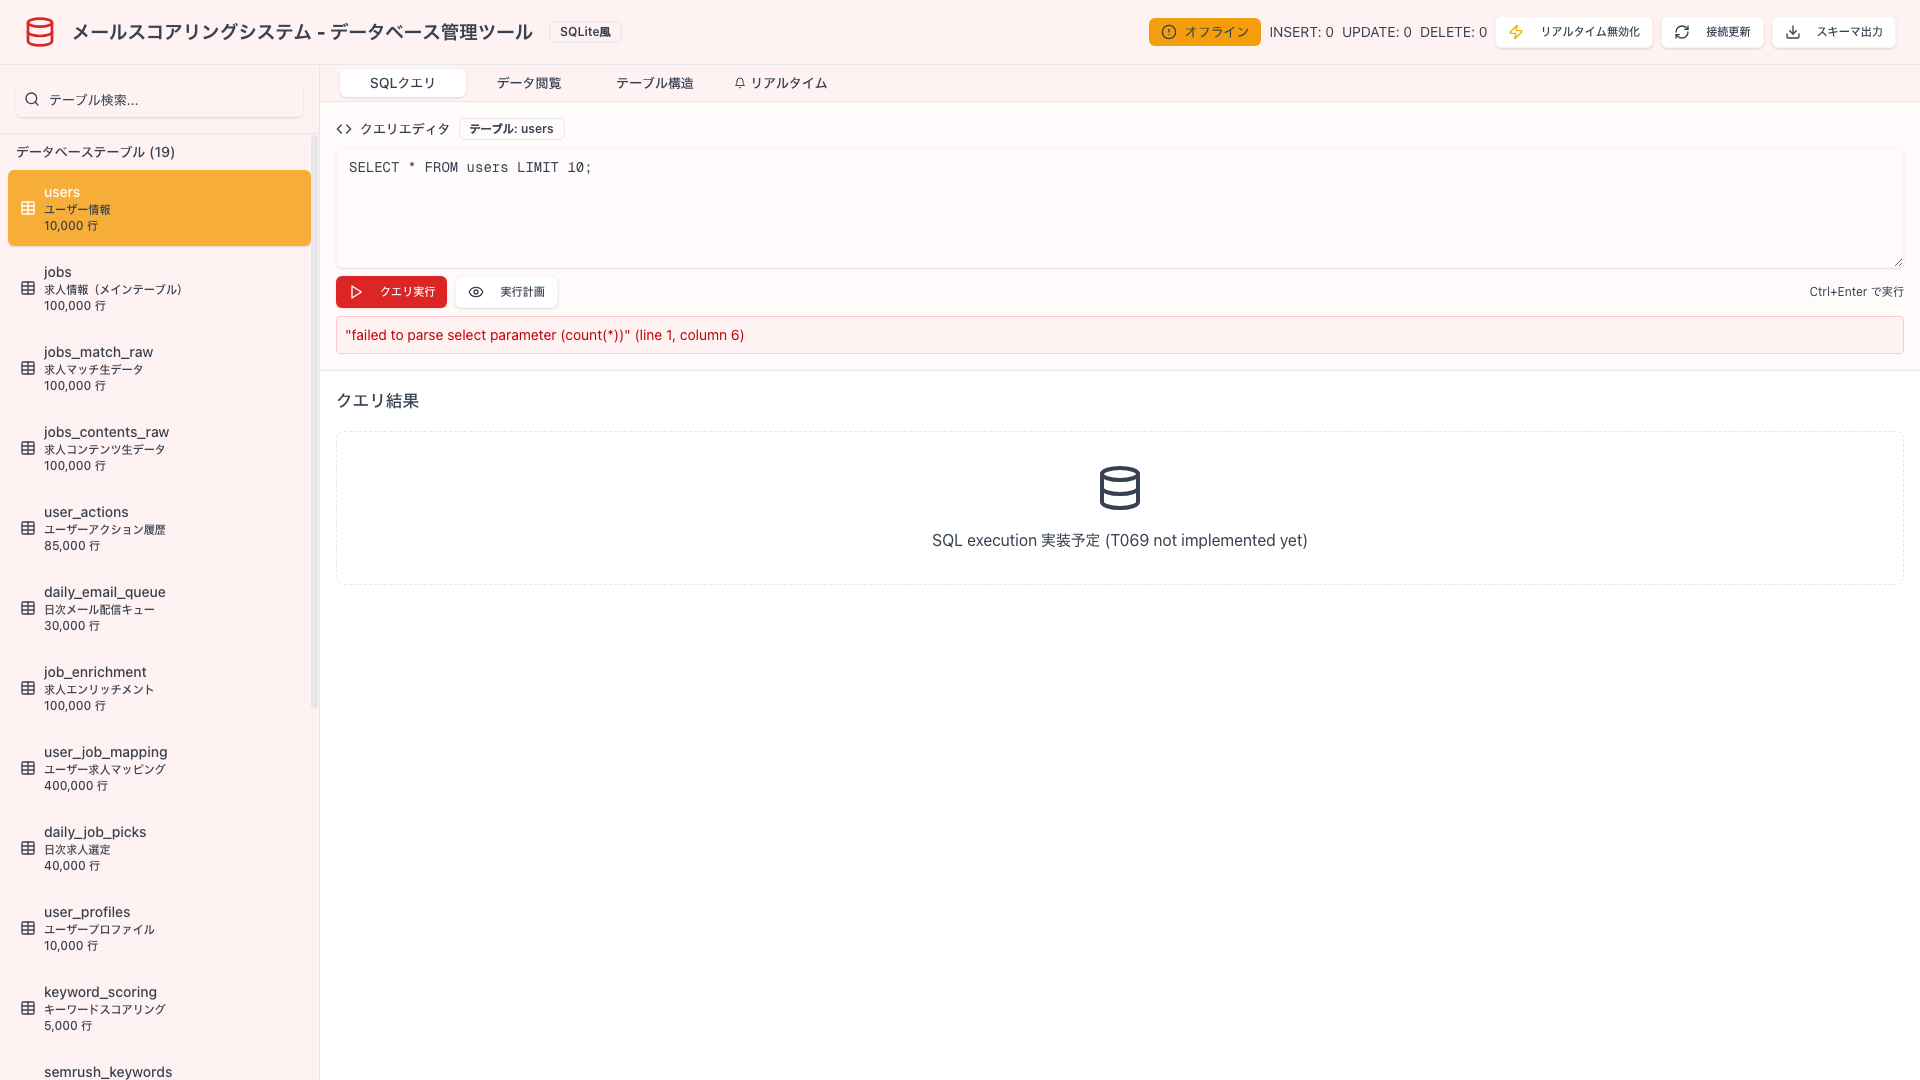 メールスコアリングシステム - データベース管理ツール
SQLite風
オフライン
INSERT: 0 UPDATE: 0 DELETE: 0
リアルタイム無効化
接続更新
スキーマ出力
テーブル検索...
データベーステーブル (19)
users
ユーザー情報
10,000 行
jobs
求人情報（メインテーブル）
100,000 行
jobs_match_raw
求人マッチ生データ
100,000 行
jobs_contents_raw
求人コンテンツ生データ
100,000 行
user_actions
ユーザーアクション履歴
85,000 行
daily_email_queue
日次メール配信キュー
30,000 行
job_enrichment
求人エンリッチメント
100,000 行
user_job_mapping
ユーザー求人マッピング
400,000 行
daily_job_picks
日次求人選定
40,000 行
user_profiles
ユーザープロファイル
10,000 行
keyword_scoring
キーワードスコアリング
5,000 行
semrush_keywords
SQLクエリ
データ閲覧
テーブル構造
リアルタイム
クエリエディタ
テーブル: users
SELECT * FROM users LIMIT 10;
クエリ実行
実行計画
Ctrl+Enter で実行
"failed to parse select parameter (count(*))" (line 1, column 6)
クエリ結果
SQL execution 実装予定 (T069 not implemented yet)